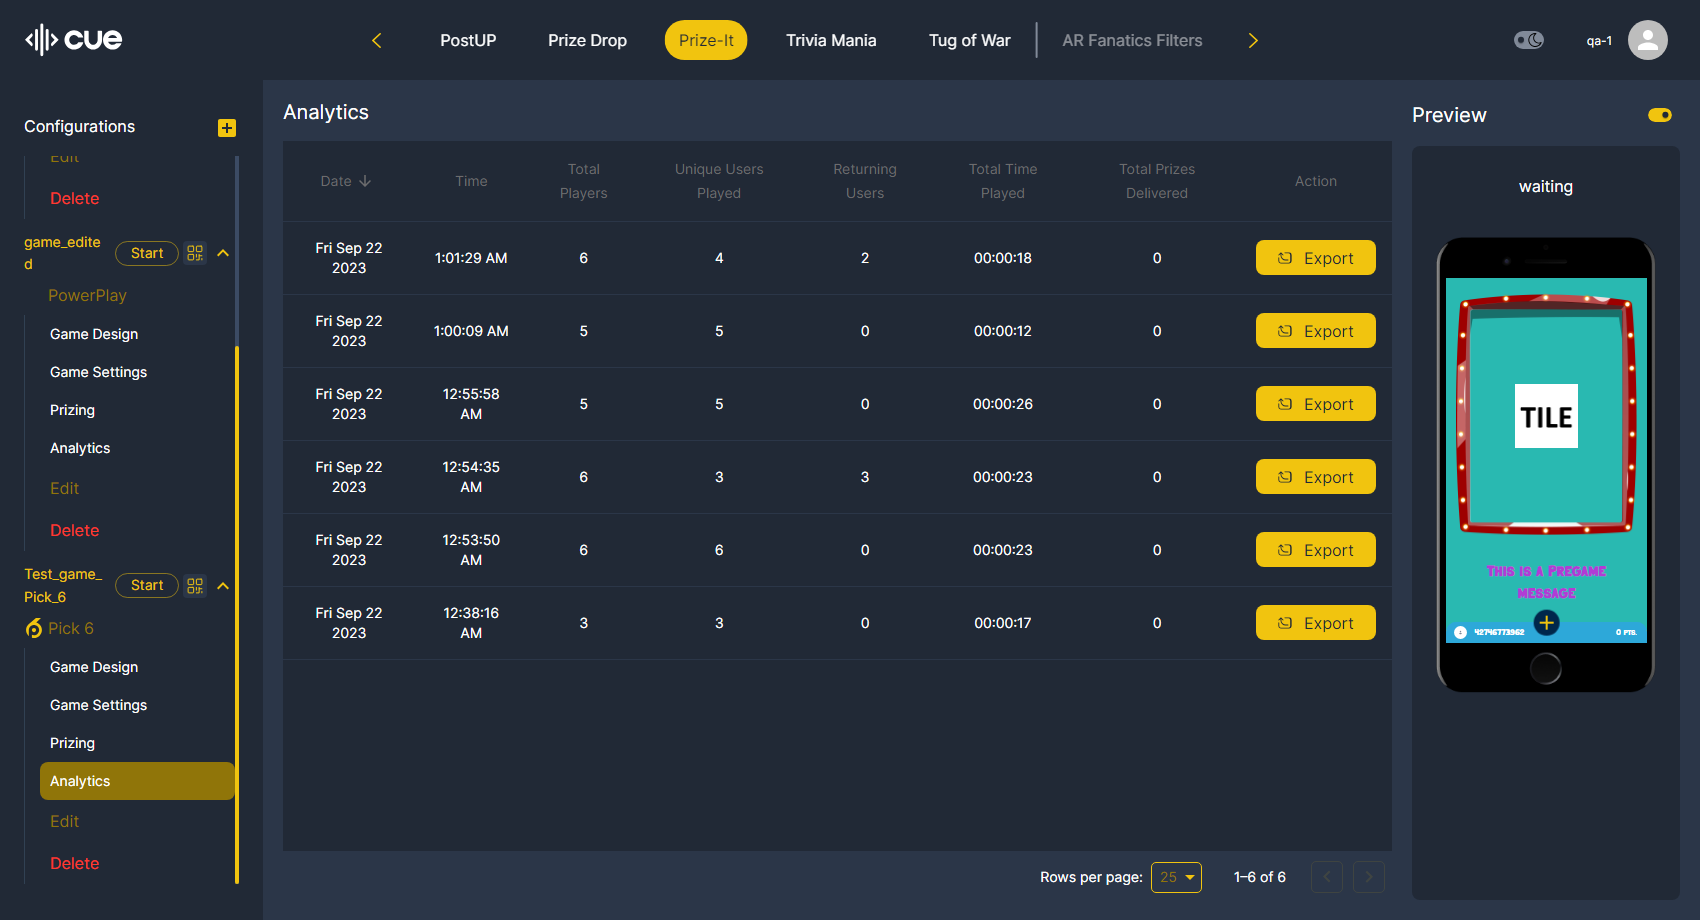 cue
PostUP
Prize Drop
Prize-It
Trivia Mania
Tug of War
AR Fanatics Filters
qa-1
Configurations
Edit
Delete
game_edite
d
Start
PowerPlay
Game Design
Game Settings
Prizing
Analytics
Edit
Delete
Test_game_
Pick_6
Start
Pick 6
Game Design
Game Settings
Prizing
Analytics
Edit
Delete
Analytics
Date
Time
Total
Players
Unique Users
Played
Returning
Users
Total Time
Played
Total Prizes
Delivered
Action
Fri Sep 22
2023
1:01:29 AM
6
4
2
00:00:18
0
Export
Fri Sep 22
2023
1:00:09 AM
5
5
0
00:00:12
0
Export
Fri Sep 22
2023
12:55:58
AM
5
5
0
00:00:26
0
Export
Fri Sep 22
2023
12:54:35
AM
6
3
3
00:00:23
0
Export
Fri Sep 22
2023
12:53:50
AM
6
6
0
00:00:23
0
Export
Fri Sep 22
2023
12:38:16
AM
3
3
0
00:00:17
0
Export
Rows per page:
25
1–6 of 6
Preview
waiting
TILE
THIS IS A PREGAME
MESSAGE
42746773962
0 PTS.